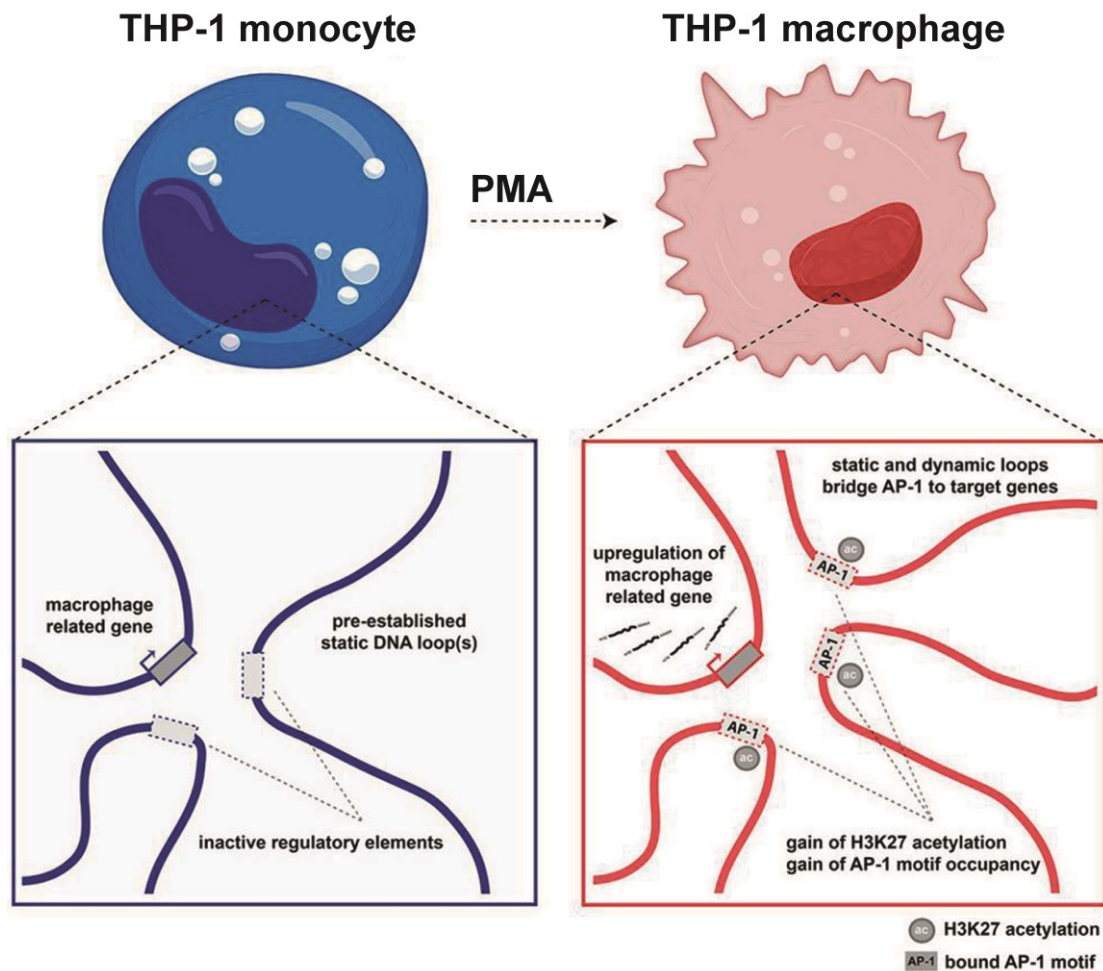 THP-1 monocyte
THP-1 macrophage
PMA
macrophage
related gene
pre-established
static DNA loop(s)
inactive regulatory elements
static and dynamic loops
bridge AP-1 to target genes
upregulation of
macrophage
related gene
ac
AP-1
AP-1
ac
AP-1
ac
gain of H3K27 acetylation
gain of AP-1 motif occupancy
ac H3K27 acetylation
AP-1 bound AP-1 motif